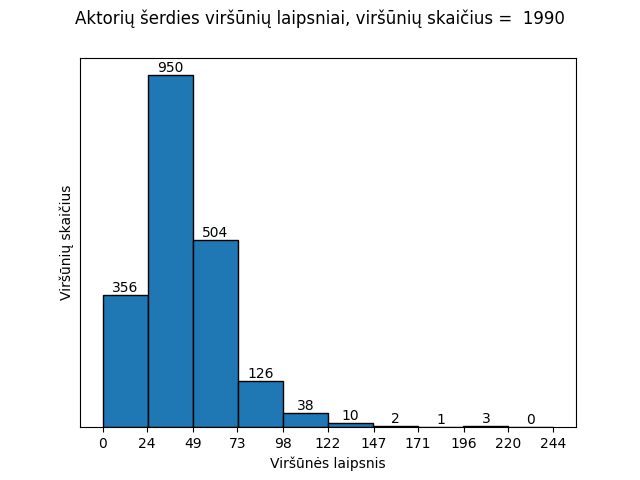 Aktorių šerdies viršūnių laipsniai, viršūnių skaičius =  1990
950
504
356
126
38
10
2
1
3
0
Viršūnių skaičius
0 24 49 73 98 122 147 171 196 220 244
Viršūnės laipsnis